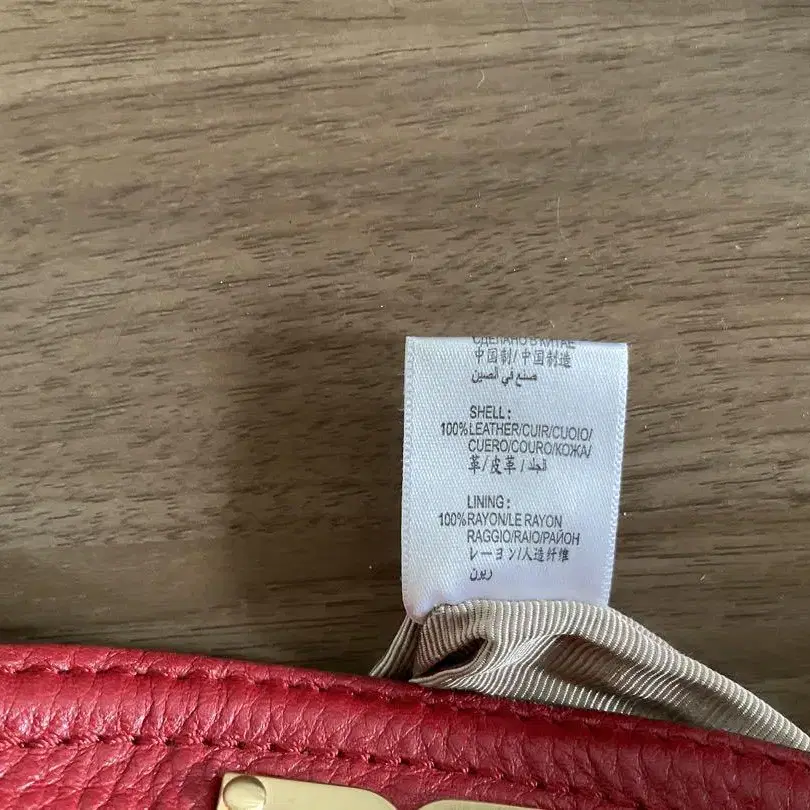 СДЕЛАНО В КИТАЕ
中国制/中国制造
صنع في الصين
SHELL:
100%LEATHER/CUIR/CUOIO/
CUERO/COURO/КОЖА/
革/皮革/الجلد
LINING:
100%RAYON/LE RAYON
RAGGIO/RAIO/РАЙОН
レーヨン/人造纤维
ريون